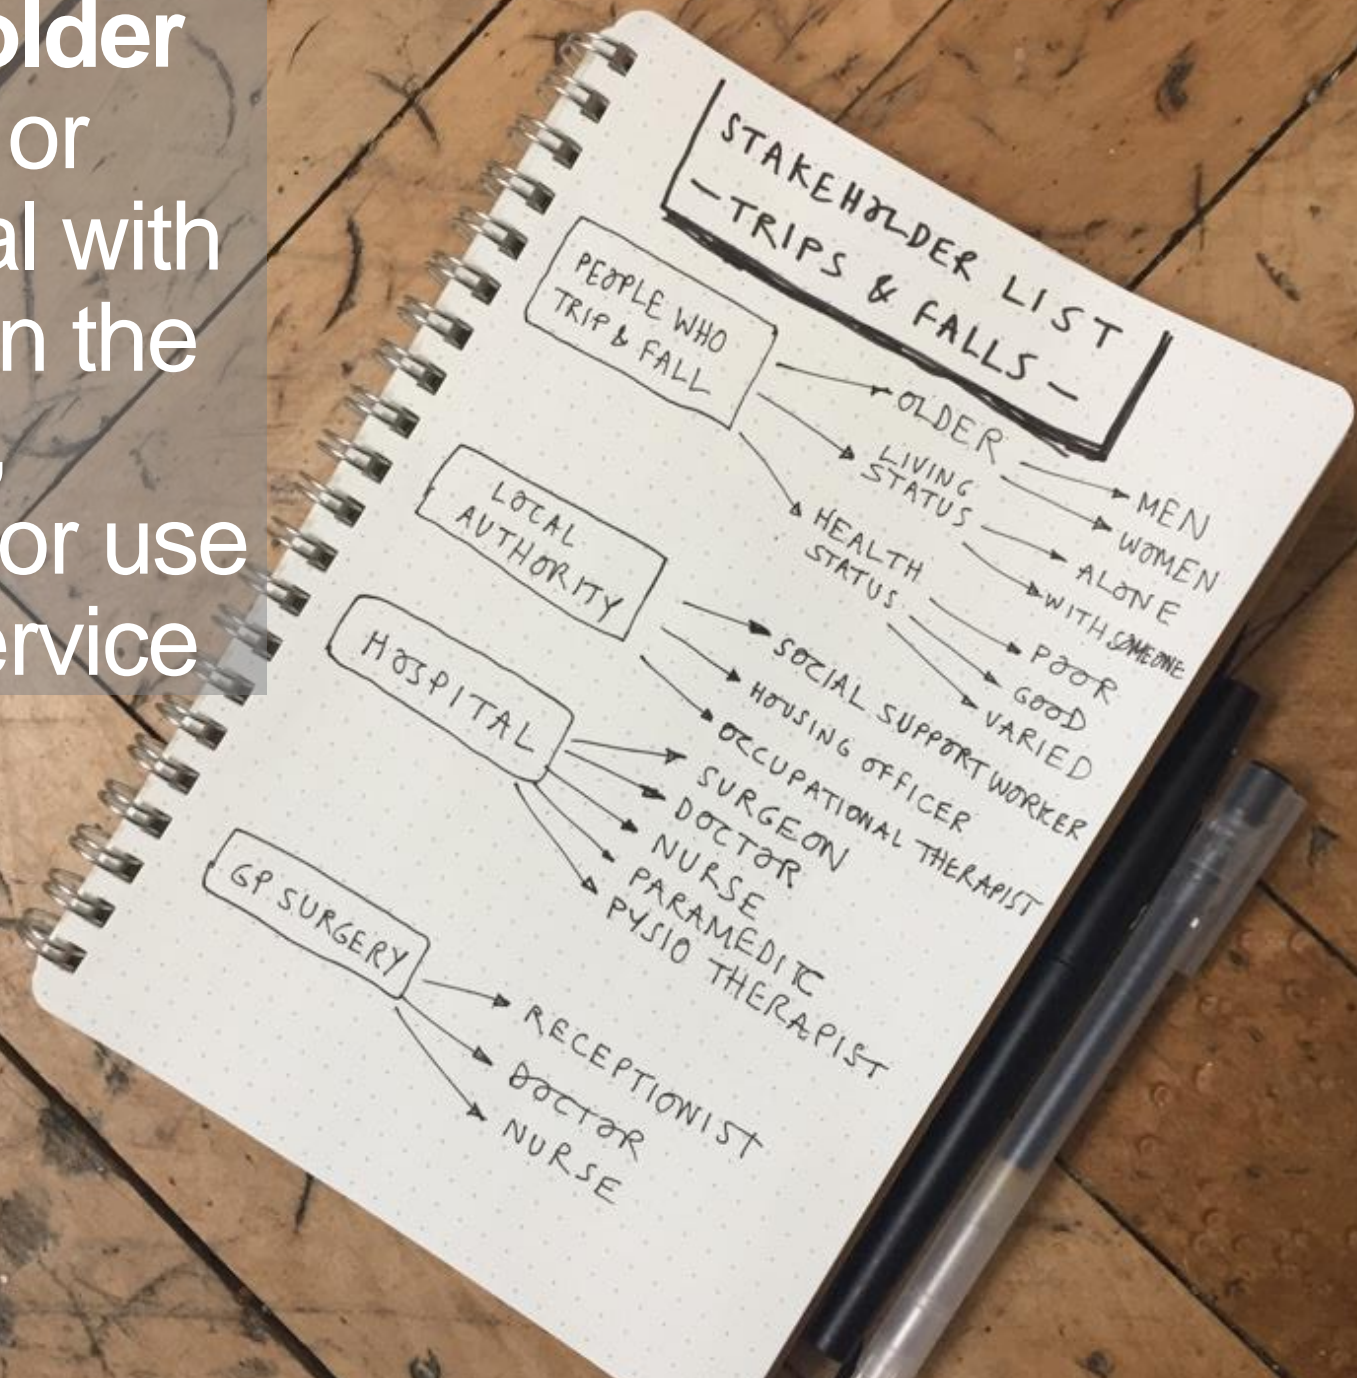 older
or
al with
n the
,
or use
ervice
STAKEHOLDER LIST
- TRIPS & FALLS -
PEOPLE WHO
TRIP & FALL
OLDER
MEN
WOMEN
LIVING
STATUS
ALONE
WITH SOMEONE
HEALTH
STATUS
POOR
GOOD
VARIED
LOCAL
AUTHORITY
SOCIAL SUPPORT WORKER
HOUSING OFFICER
OCCUPATIONAL THERAPIST
HOSPITAL
SURGEON
DOCTOR
NURSE
PARAMEDIC
PYSIO THERAPIST
GP SURGERY
RECEPTIONIST
DOCTOR
NURSE